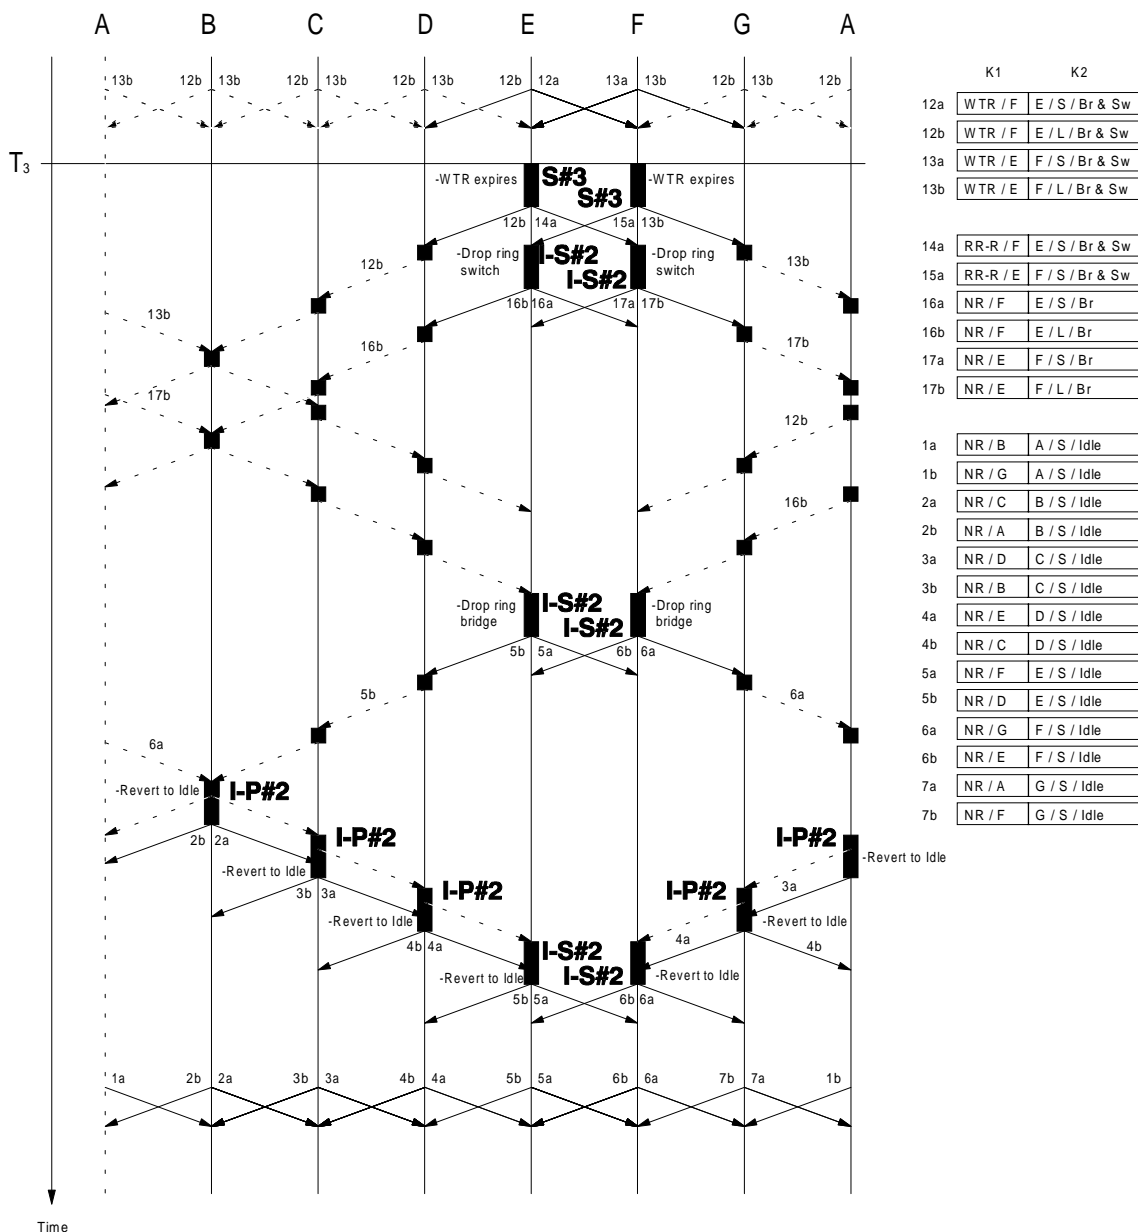 A B C D E F G A
K1 K2
13b 12b 13b 12b 13b 12b 13b 12b 12a 13a 13b 12b 13b 12b
12a WTR / F E / S / Br & Sw
12b WTR / F E / L / Br & Sw
T3
13a WTR / E F / S / Br & Sw
-WTR expires S#3 -WTR expires
S#3
13b WTR / E F / L / Br & Sw
12b 14a 15a 13b
14a RR-R / F E / S / Br & Sw
-Drop ring switch I-S#2 -Drop ring switch
I-S#2
12b 13b
15a RR-R / E F / S / Br & Sw
16b 16a 17a 17b
16a NR / F E / S / Br
13b
16b NR / F E / L / Br
16b 17b
17a NR / E F / S / Br
17b NR / E F / L / Br
17b
12b
1a NR / B A / S / Idle
1b NR / G A / S / Idle
16b
2a NR / C B / S / Idle
2b NR / A B / S / Idle
3a NR / D C / S / Idle
3b NR / B C / S / Idle
-Drop ring bridge I-S#2 -Drop ring bridge
I-S#2
4a NR / E D / S / Idle
4b NR / C D / S / Idle
5b 5a 6b 6a
5a NR / F E / S / Idle
5b 6a
5b NR / D E / S / Idle
6a NR / G F / S / Idle
6a
6b NR / E F / S / Idle
-Revert to Idle I-P#2
7a NR / A G / S / Idle
7b NR / F G / S / Idle
2b 2a
I-P#2 I-P#2
-Revert to Idle -Revert to Idle
3b 3a 3a
I-P#2 I-P#2
-Revert to Idle -Revert to Idle
4b 4a 4a 4b
I-S#2
I-S#2
-Revert to Idle -Revert to Idle
5b 5a 6b 6a
1a 2b 2a 3b 3a 4b 4a 5b 5a 6b 6a 7b 7a 1b
Time